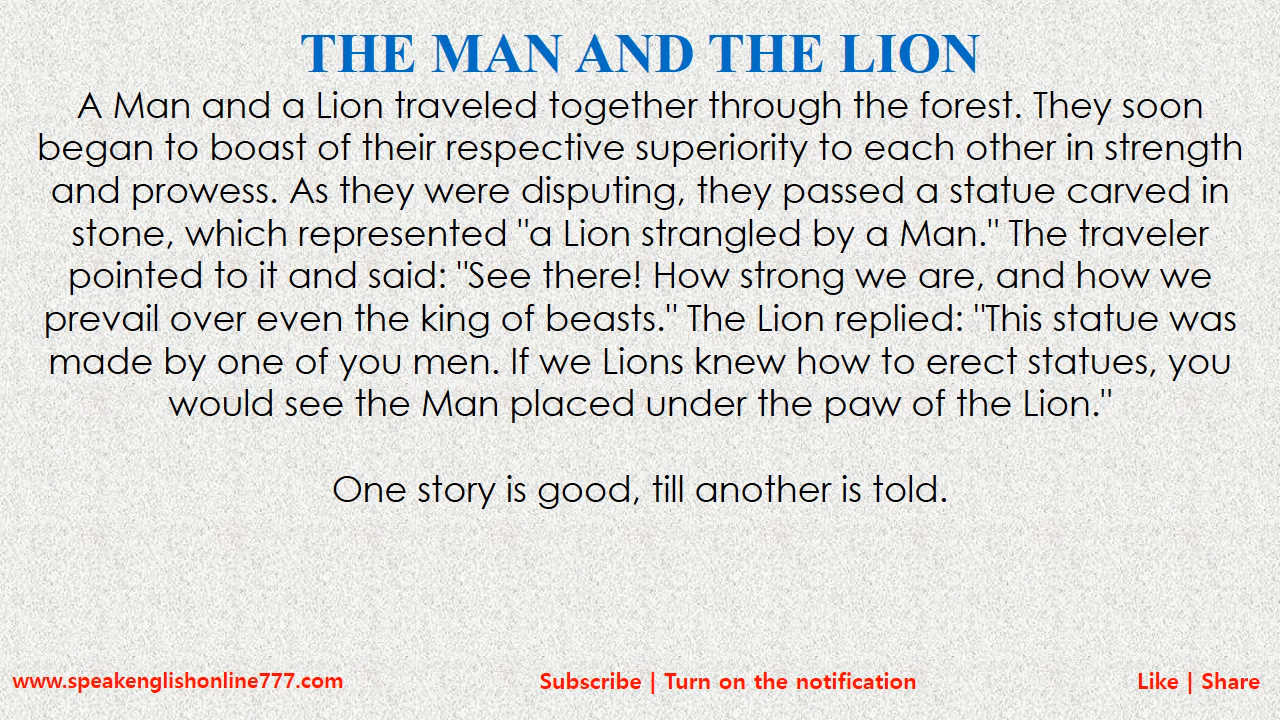 THE MAN AND THE LION
A Man and a Lion traveled together through the forest. They soon
began to boast of their respective superiority to each other in strength
and prowess. As they were disputing, they passed a statue carved in
stone, which represented "a Lion strangled by a Man." The traveler
pointed to it and said: "See there! How strong we are, and how we
prevail over even the king of beasts." The Lion replied: "This statue was
made by one of you men. If we Lions knew how to erect statues, you
would see the Man placed under the paw of the Lion."
One story is good, till another is told.
www.speakenglishonline777.com
Subscribe | Turn on the notification
Like | Share